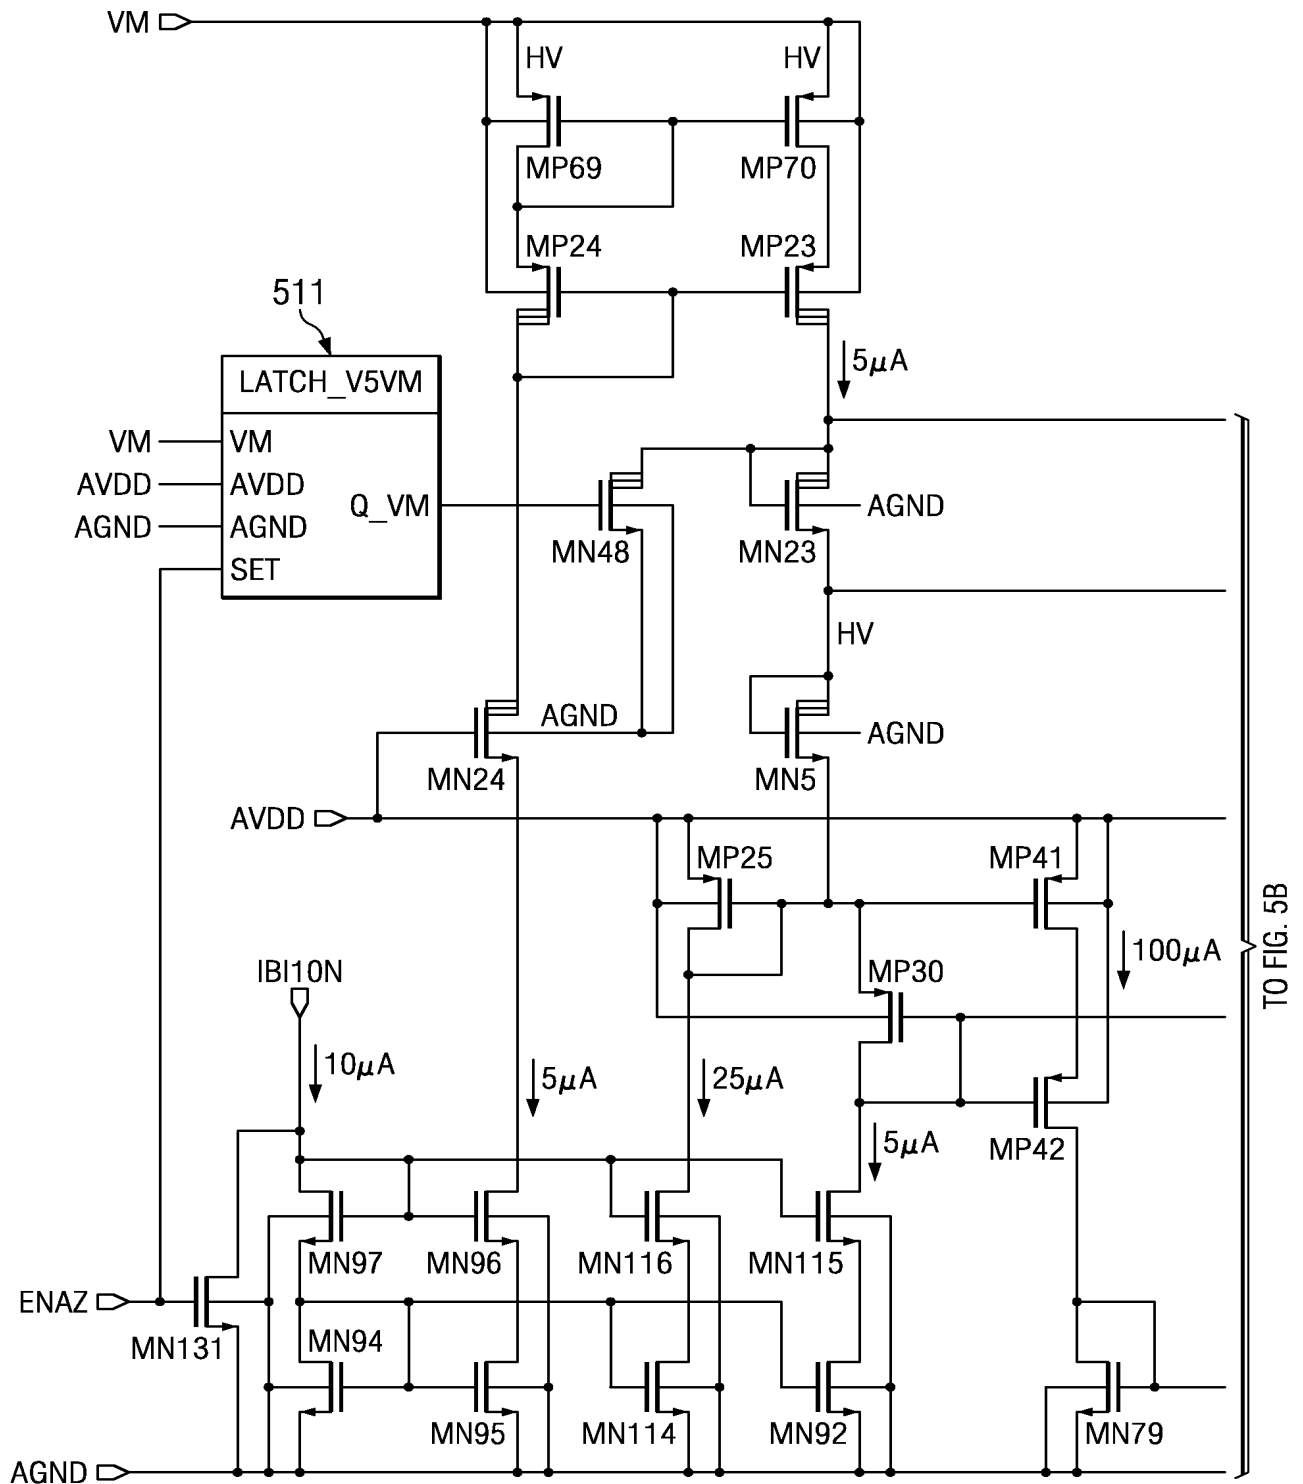 VM
HV
HV
MP69
MP70
MP24
MP23
511
LATCH_V5VM
5µA
VM
VM
AVDD
AVDD
Q_VM
AGND
AGND
AGND
SET
MN48
MN23
HV
AGND
AGND
MN24
MN5
AVDD
MP25
MP41
TO FIG. 5B
IBI10N
MP30
100µA
10µA
5µA
25µA
5µA
MP42
MN97
MN96
MN116
MN115
ENAZ
MN131
MN94
MN95
MN114
MN92
MN79
AGND